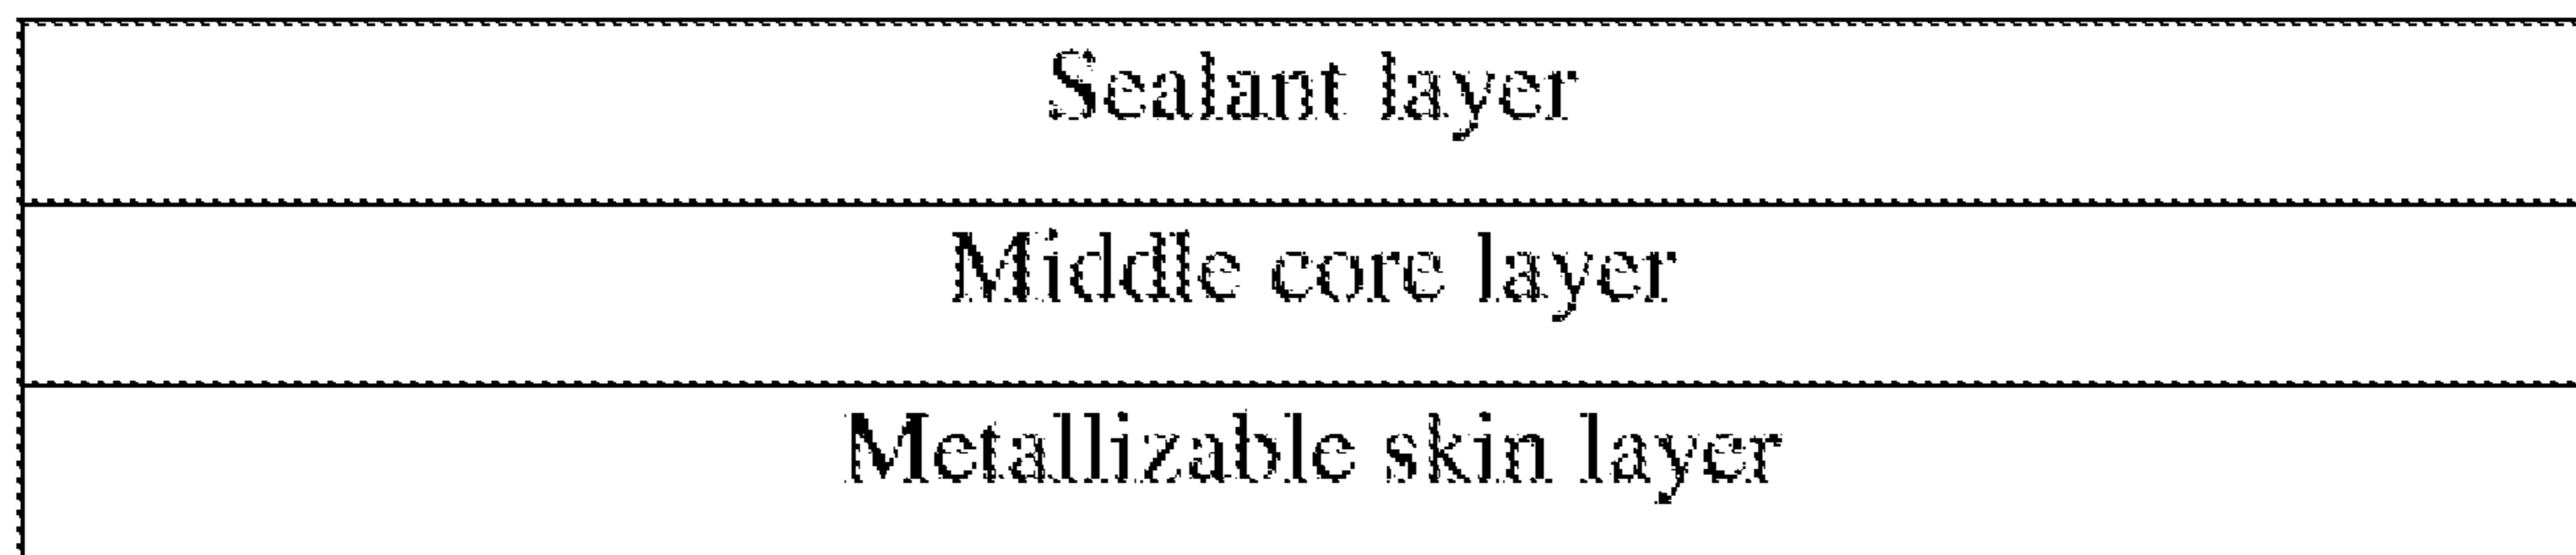 Sealant layer
Middle core layer
Metallizable skin layer